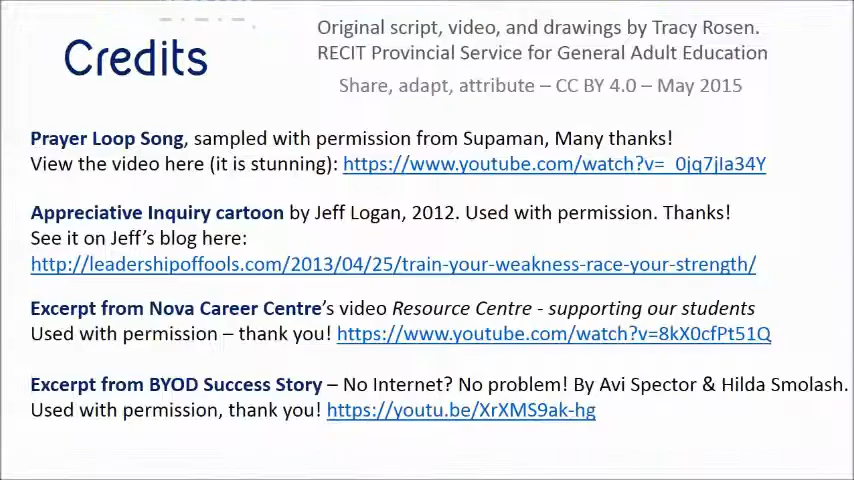 Credits
Original script, video, and drawings by Tracy Rosen.
RECIT Provincial Service for General Adult Education
Share, adapt, attribute – CC BY 4.0 – May 2015
Prayer Loop Song, sampled with permission from Supaman, Many thanks!
View the video here (it is stunning): https://www.youtube.com/watch?v=_0jq7jIa34Y
Appreciative Inquiry cartoon by Jeff Logan, 2012. Used with permission. Thanks!
See it on Jeff’s blog here:
http://leadershipoffools.com/2013/04/25/train-your-weakness-race-your-strength/
Excerpt from Nova Career Centre’s video Resource Centre - supporting our students
Used with permission – thank you! https://www.youtube.com/watch?v=8kX0cfPt51Q
Excerpt from BYOD Success Story – No Internet? No problem! By Avi Spector & Hilda Smolash.
Used with permission, thank you! https://youtu.be/XrXMS9ak-hg